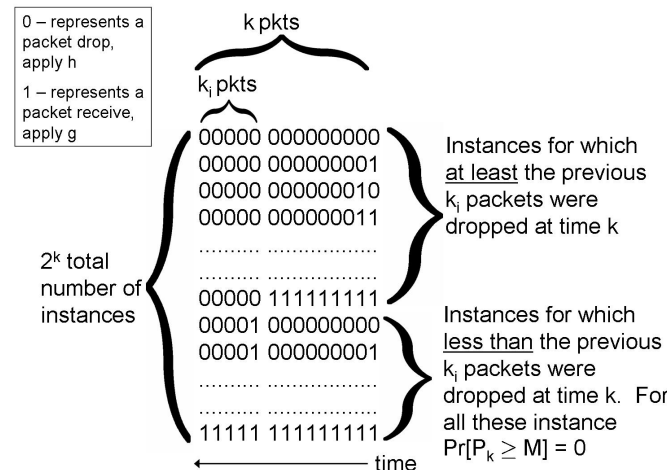 0 – represents a
packet drop,
apply h
1 – represents a
packet receive,
apply g
k pkts
k_i pkts
00000 000000000
00000 000000001
00000 000000010
00000 000000011
.......... ..................
.......... ..................
00000 111111111
00001 000000000
00001 000000001
.......... ..................
.......... ..................
11111 111111111
2^k total
number of
instances
Instances for which
at least the previous
k_i packets were
dropped at time k
Instances for which
less than the previous
k_i packets were
dropped at time k. For
all these instance
Pr[P_k ≥ M] = 0
time